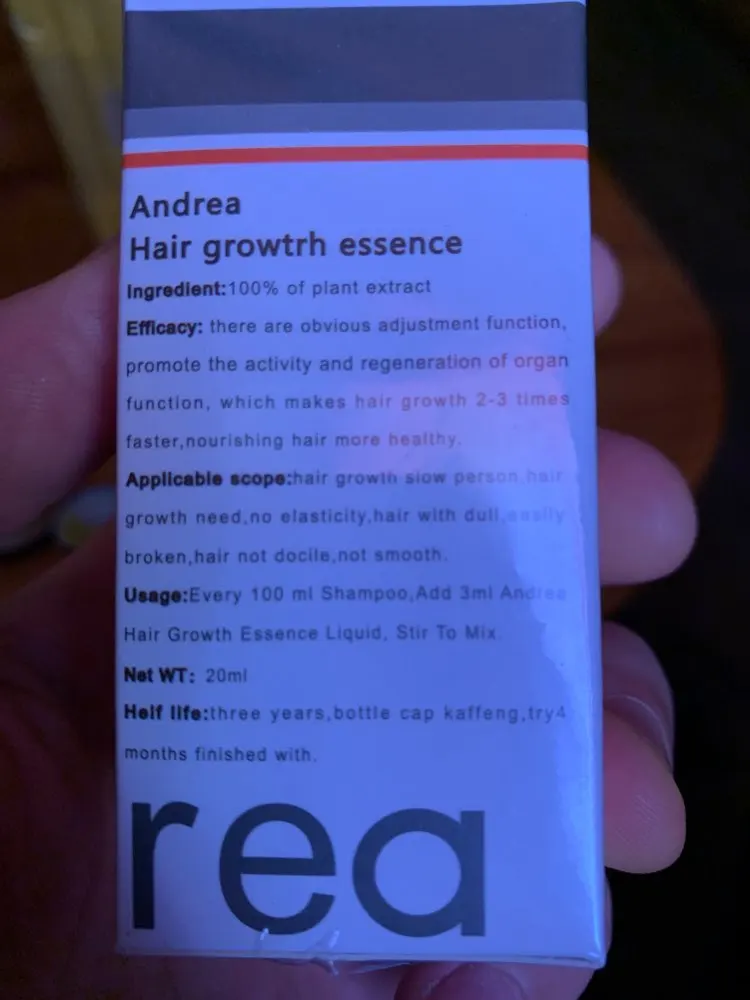 Andrea
Hair growtrh essence
Ingredient:100% of plant extract
Efficacy: there are obvious adjustment function,
promote the activity and regeneration of organ
function, which makes hair growth 2-3 times
faster,nourishing hair more healthy.
Applicable scope:hair growth slow person,hair
growth need,no elasticity,hair with dull,easily
broken,hair not docile,not smooth.
Usage:Every 100 ml Shampoo,Add 3ml Andrea
Hair Growth Essence Liquid, Stir To Mix.
Net WT: 20ml
Helf life:three years,bottle cap kaffeng,try4
months finished with.
rea